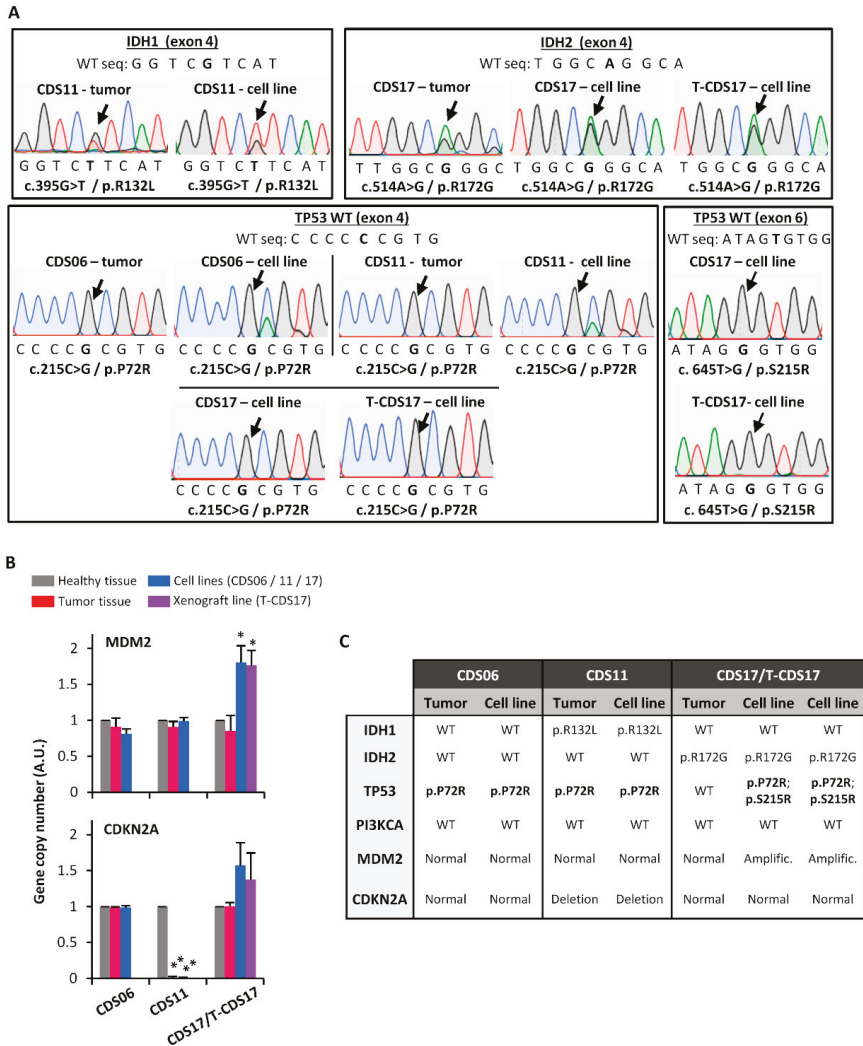 A
IDH1 (exon 4)
WT seq: G G T C G T C A T
CDS11 - tumor
CDS11 - cell line
G G T C T T C A T
G G T C T T C A T
c.395G>T / p.R132L
c.395G>T / p.R132L
IDH2 (exon 4)
WT seq: T G G C A G G C A
CDS17 – tumor
CDS17 – cell line
T-CDS17 – cell line
T T G G C G G G C
T G G C G G G C A
T G G C G G G C A
c.514A>G / p.R172G
c.514A>G / p.R172G
c.514A>G / p.R172G
TP53 WT (exon 4)
WT seq: C C C C C C G T G
CDS06 – tumor
CDS06 – cell line
CDS11 - tumor
CDS11 - cell line
C C C C G C G T G
C C C C G C G T G
C C C C G C G T G
C C C C G C G T G
c.215C>G / p.P72R
c.215C>G / p.P72R
c.215C>G / p.P72R
c.215C>G / p.P72R
CDS17 – cell line
T-CDS17 – cell line
C C C C G C G T G
C C C C G C G T G
c.215C>G / p.P72R
c.215C>G / p.P72R
TP53 WT (exon 6)
WT seq: A T A G T G T G G
CDS17 – cell line
A T A G G G T G G
c. 645T>G / p.S215R
T-CDS17- cell line
A T A G G G T G G
c. 645T>G / p.S215R
B
Healthy tissue
Cell lines (CDS06 / 11 / 17)
Tumor tissue
Xenograft line (T-CDS17)
Gene copy number (A.U.)
MDM2
2
1.5
1
0.5
0
* *
CDKN2A
2
1.5
1
0.5
0
* * * *
CDS06
CDS11
CDS17/T-CDS17
C
CDS06 CDS11 CDS17/T-CDS17
Tumor Cell line Tumor Cell line Tumor Cell line Cell line
IDH1 WT WT p.R132L p.R132L WT WT WT
IDH2 WT WT WT WT p.R172G p.R172G p.R172G
TP53 p.P72R p.P72R p.P72R p.P72R WT p.P72R; p.S215R p.P72R; p.S215R
PI3KCA WT WT WT WT WT WT WT
MDM2 Normal Normal Normal Normal Normal Amplific. Amplific.
CDKN2A Normal Normal Deletion Deletion Normal Normal Normal